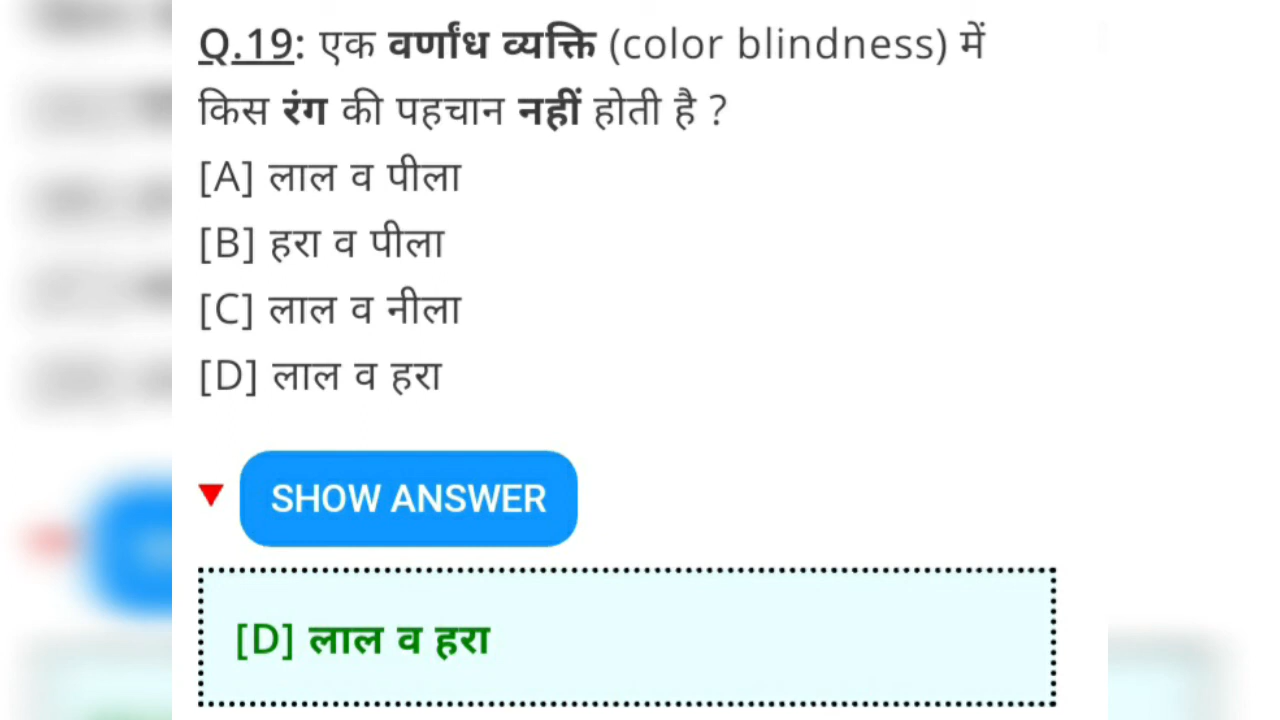 Q.19: एक वर्णांध व्यक्ति (color blindness) में
किस रंग की पहचान नहीं होती है ?
[A] लाल व पीला
[B] हरा व पीला
[C] लाल व नीला
[D] लाल व हरा
SHOW ANSWER
[D] लाल व हरा